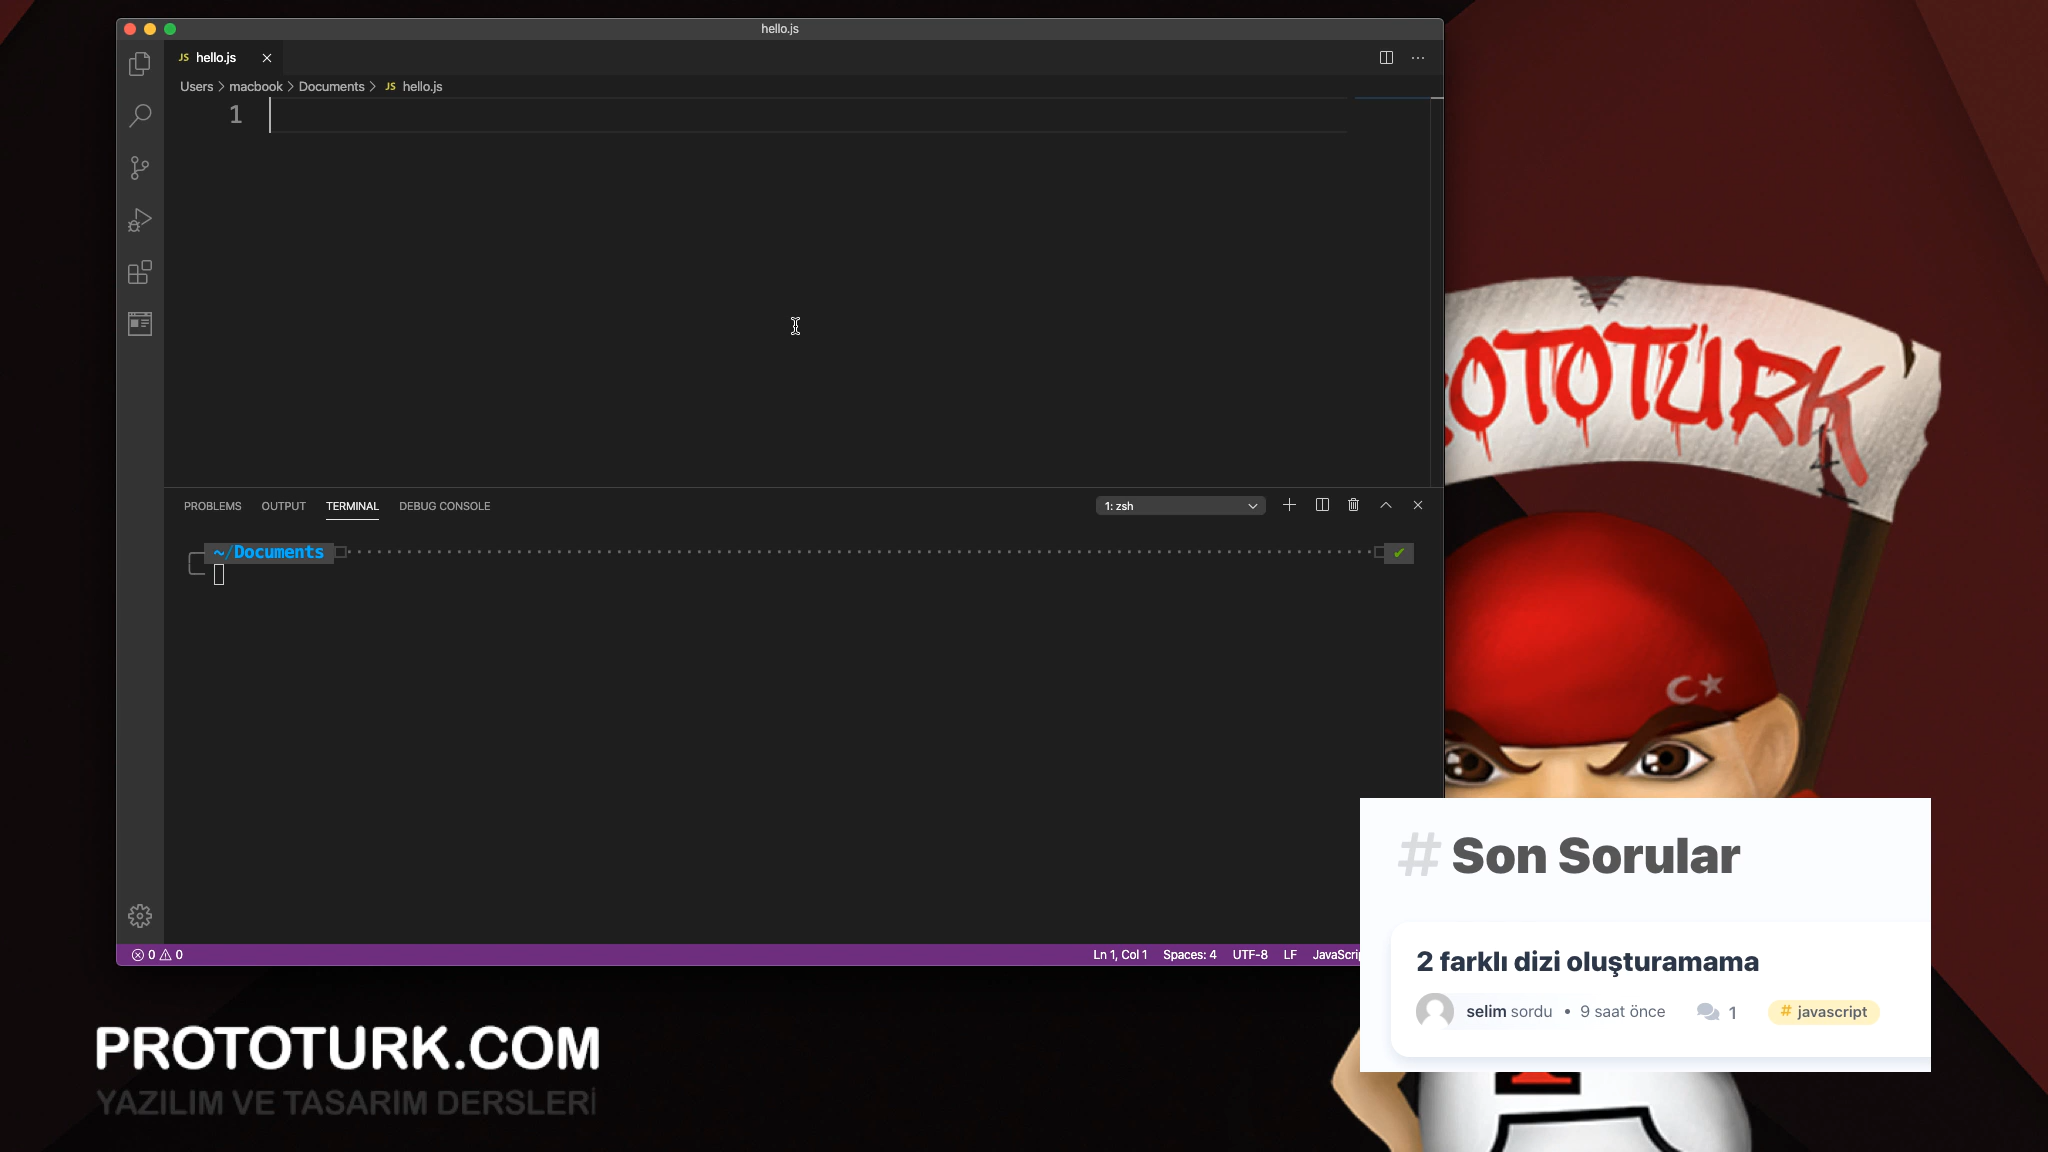 hello.js
JS hello.js
Users > macbook > Documents > JS hello.js
1
PROBLEMS OUTPUT TERMINAL DEBUG CONSOLE 1: zsh
~/Documents
0 0 Ln 1, Col 1 Spaces: 4 UTF-8 LF
OTOTÜRK
# Son Sorular
2 farklı dizi oluşturamama
selim sordu • 9 saat önce 1 # javascript
PROTOTURK.COM
YAZILIM VE TASARIM DERSLERİ